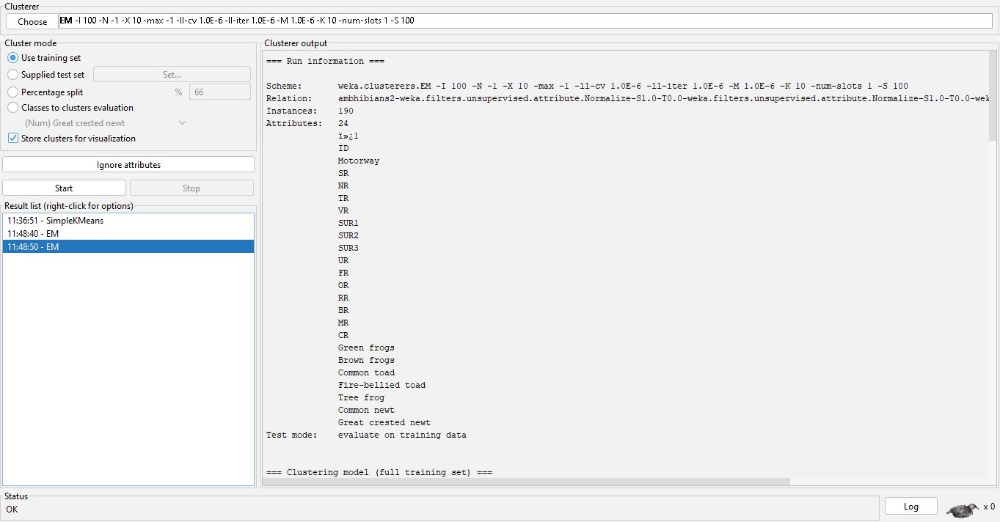 Clusterer
Choose EM -I 100 -N -1 -X 10 -max -1 -ll-cv 1.0E-6 -ll-iter 1.0E-6 -M 1.0E-6 -K 10 -num-slots 1 -S 100
Cluster mode
Use training set
Supplied test set Set...
Percentage split % 66
Classes to clusters evaluation
(Num) Great crested newt
Store clusters for visualization
Ignore attributes
Start Stop
Result list (right-click for options)
11:36:51 - SimpleKMeans
11:48:40 - EM
11:48:50 - EM
Clusterer output
=== Run information ===
Scheme: weka.clusterers.EM -I 100 -N -1 -X 10 -max -1 -ll-cv 1.0E-6 -ll-iter 1.0E-6 -M 1.0E-6 -K 10 -num-slots 1 -S 100
Relation: ambhibians2-weka.filters.unsupervised.attribute.Normalize-S1.0-T0.0-weka.filters.unsupervised.attribute.Normalize-S1.0-T0.0-wek
Instances: 190
Attributes: 24
ï»¿1
ID
Motorway
SR
NR
TR
VR
SUR1
SUR2
SUR3
UR
FR
OR
RR
BR
MR
CR
Green frogs
Brown frogs
Common toad
Fire-bellied toad
Tree frog
Common newt
Great crested newt
Test mode: evaluate on training data
=== Clustering model (full training set) ===
Status
OK
Log
x 0